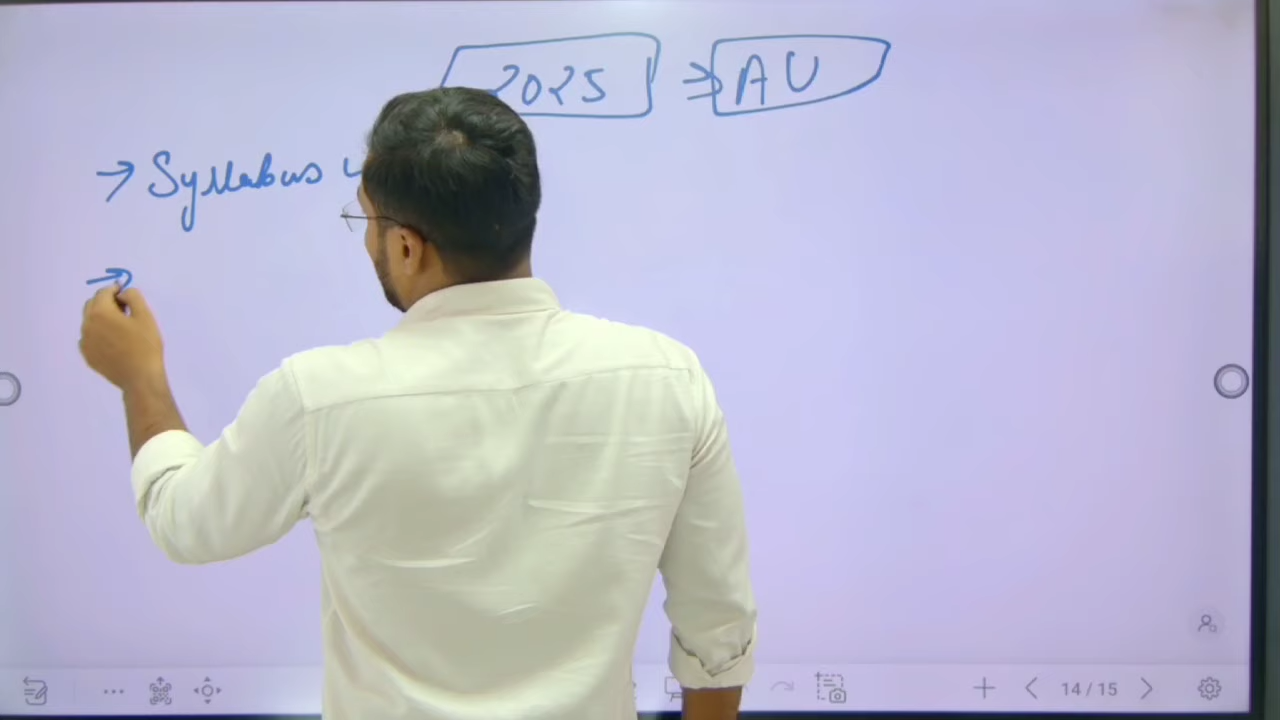 2025 ⇒ AU
→ Syllabus
→
14 / 15